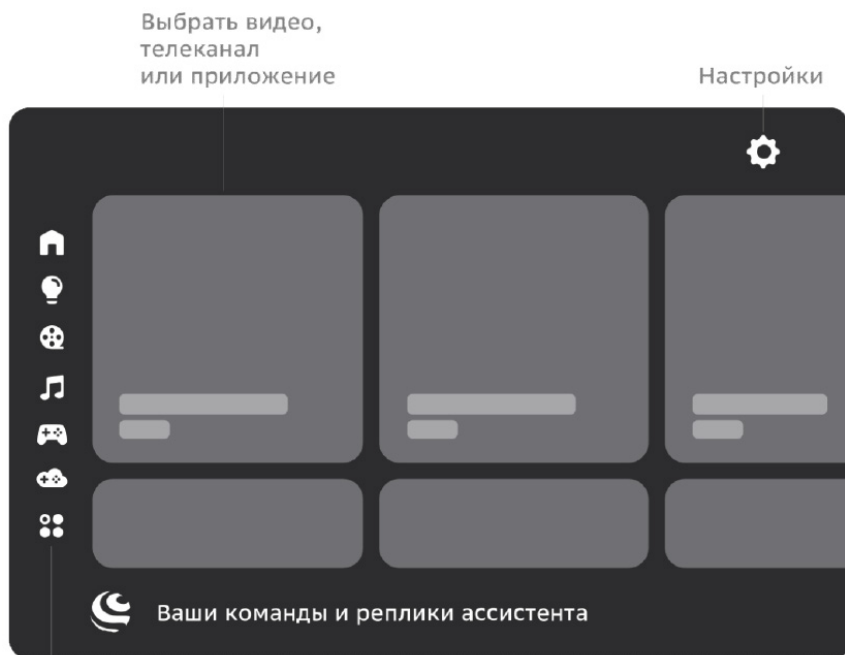 Выбрать видео,
телеканал
или приложение
Настройки
Ваши команды и реплики ассистента